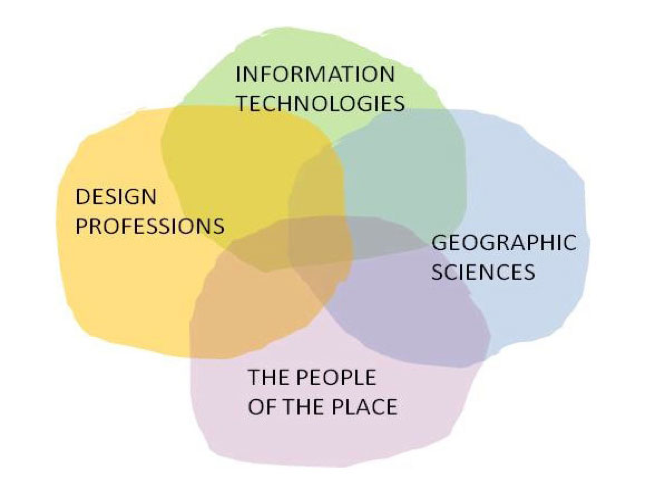 INFORMATION
TECHNOLOGIES
DESIGN
PROFESSIONS
GEOGRAPHIC
SCIENCES
THE PEOPLE
OF THE PLACE